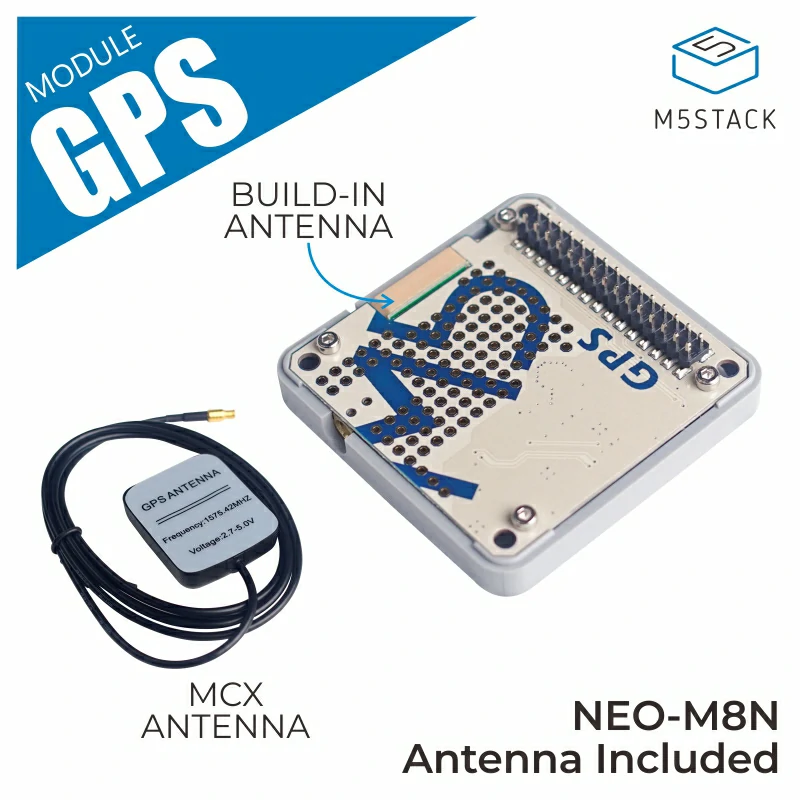 MODULE
GPS
5
M5STACK
BUILD-IN
ANTENNA
GPS
GPS ANTENNA
Frequency:1575.42MHZ
Voltage:2.7-5.0V
MCX
ANTENNA
NEO-M8N
Antenna Included